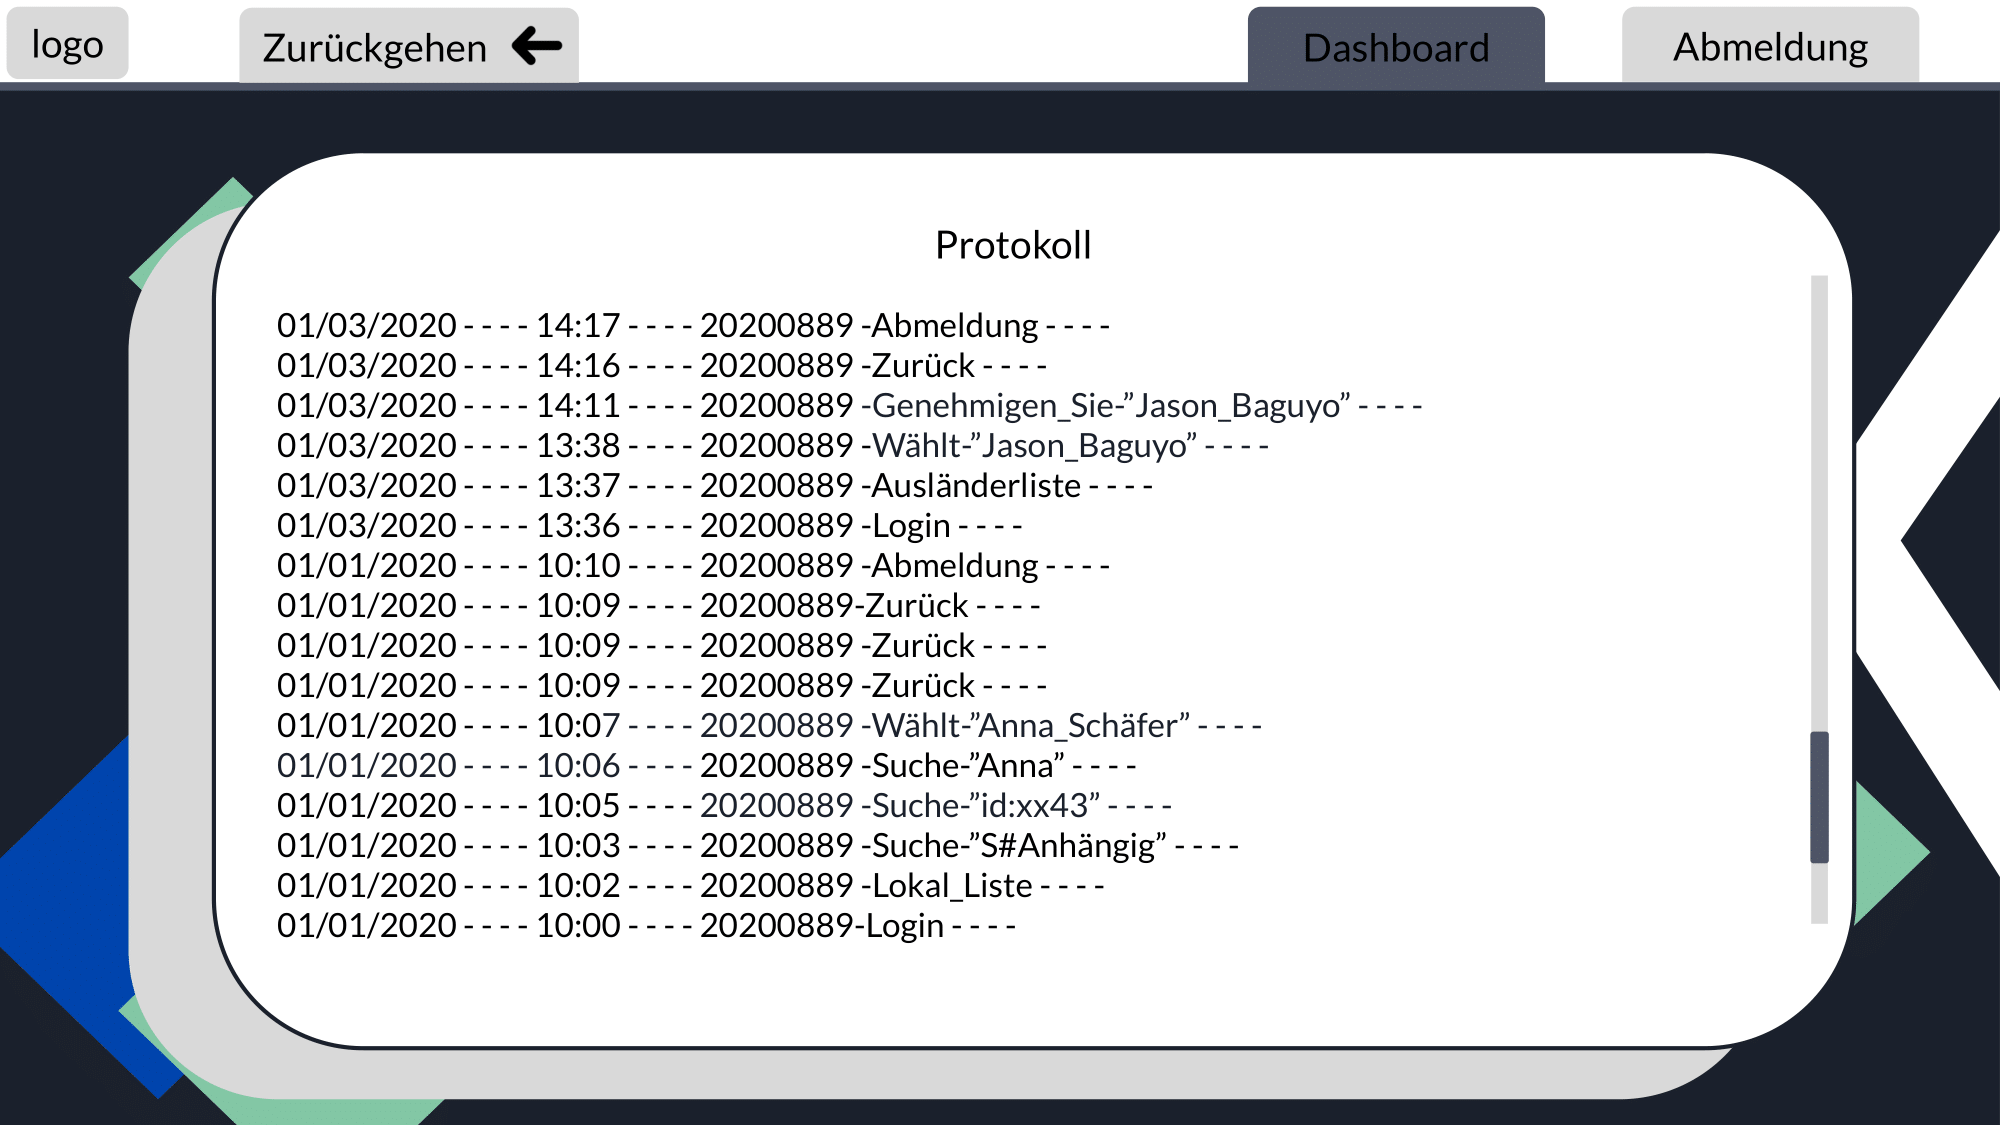 logo
Zurückgehen
Dashboard
Abmeldung
Protokoll
01/03/2020 - - - - 14:17 - - - - 20200889 -Abmeldung - - - -
01/03/2020 - - - - 14:16 - - - - 20200889 -Zurück - - - -
01/03/2020 - - - - 14:11 - - - - 20200889 -Genehmigen_Sie-”Jason_Baguyo” - - - -
01/03/2020 - - - - 13:38 - - - - 20200889 -Wählt-”Jason_Baguyo” - - - -
01/03/2020 - - - - 13:37 - - - - 20200889 -Ausländerliste - - - -
01/03/2020 - - - - 13:36 - - - - 20200889 -Login - - - -
01/01/2020 - - - - 10:10 - - - - 20200889 -Abmeldung - - - -
01/01/2020 - - - - 10:09 - - - - 20200889-Zurück - - - -
01/01/2020 - - - - 10:09 - - - - 20200889 -Zurück - - - -
01/01/2020 - - - - 10:09 - - - - 20200889 -Zurück - - - -
01/01/2020 - - - - 10:07 - - - - 20200889 -Wählt-”Anna_Schäfer” - - - -
01/01/2020 - - - - 10:06 - - - - 20200889 -Suche-”Anna” - - - -
01/01/2020 - - - - 10:05 - - - - 20200889 -Suche-”id:xx43” - - - -
01/01/2020 - - - - 10:03 - - - - 20200889 -Suche-”S#Anhängig” - - - -
01/01/2020 - - - - 10:02 - - - - 20200889 -Lokal_Liste - - - -
01/01/2020 - - - - 10:00 - - - - 20200889-Login - - - -